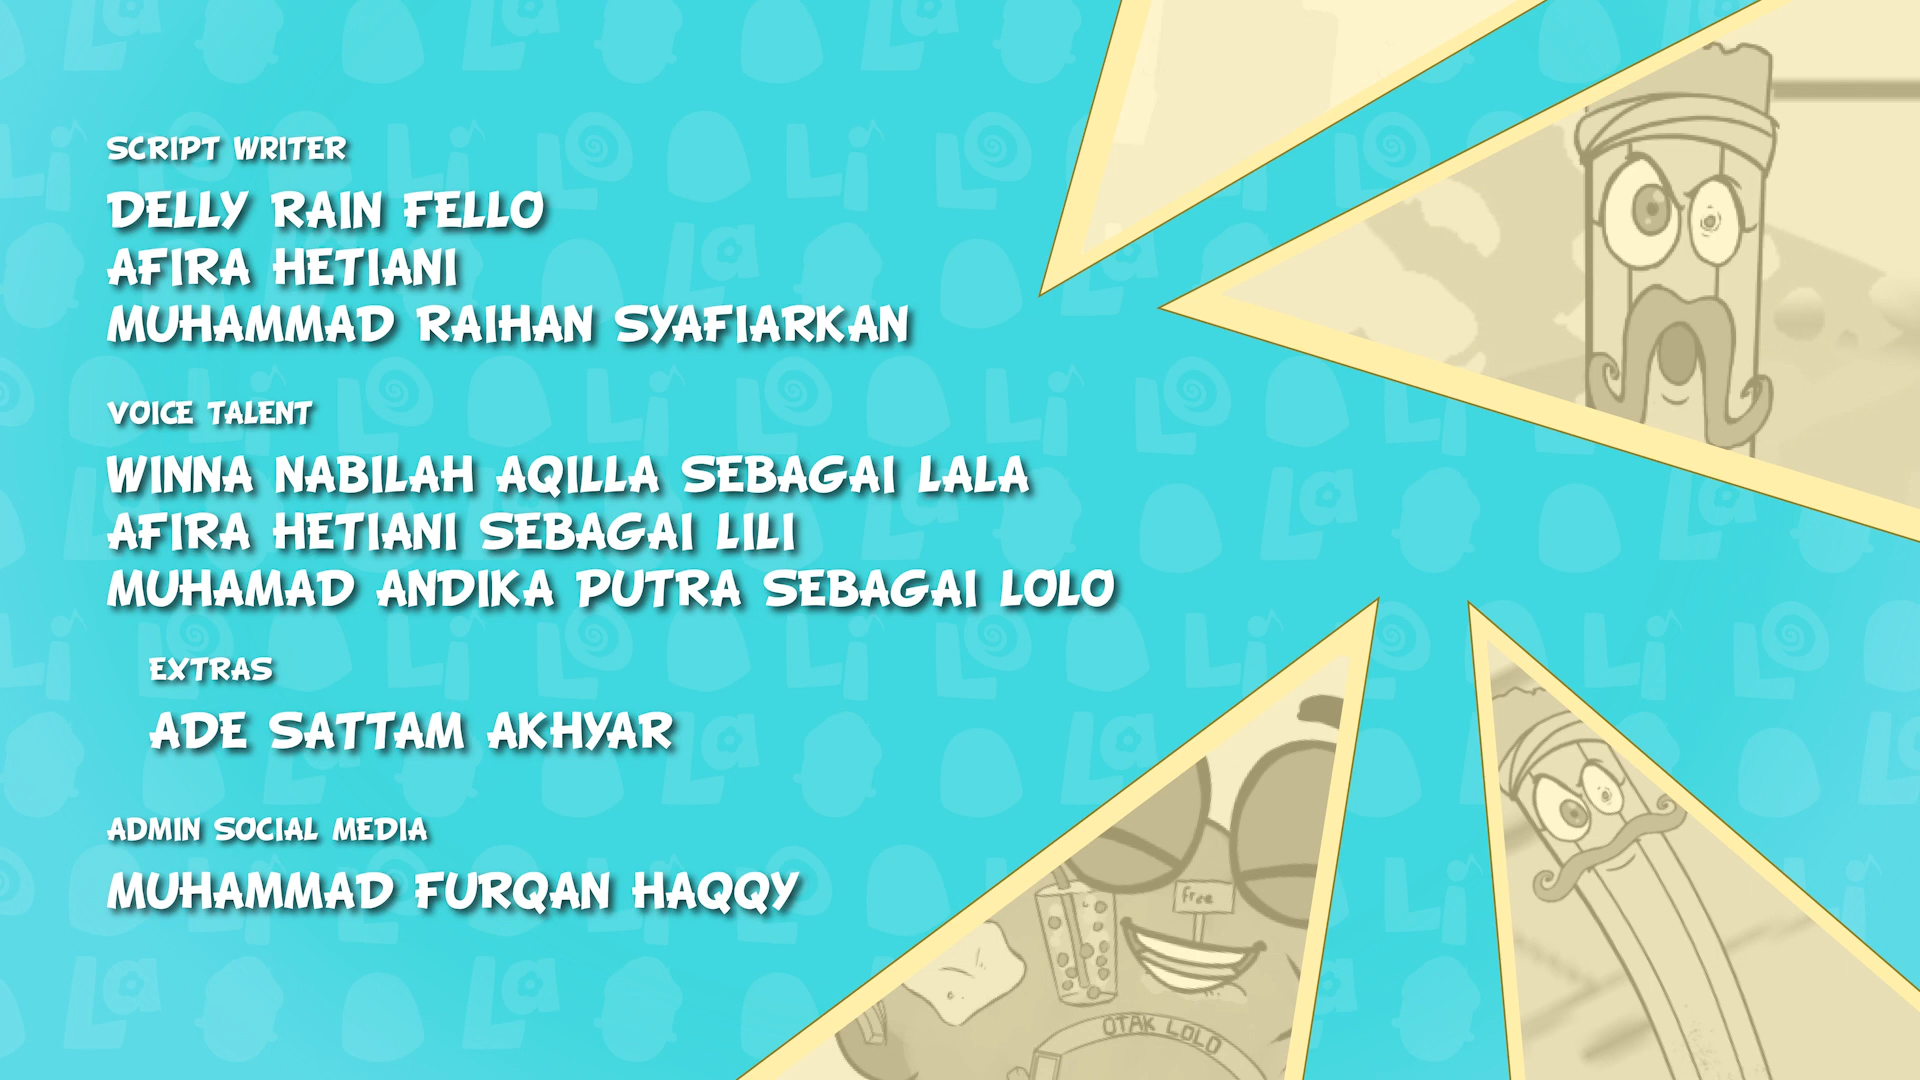 SCRIPT WRITER
DELLY RAIN FELLO
AFIRA HETIANI
MUHAMMAD RAIHAN SYAFIARKAN
VOICE TALENT
WINNA NABILAH AQILLA SEBAGAI LALA
AFIRA HETIANI SEBAGAI LILI
MUHAMAD ANDIKA PUTRA SEBAGAI LOLO
EXTRAS
ADE SATTAM AKHYAR
ADMIN SOCIAL MEDIA
MUHAMMAD FURQAN HAQQY
free
OTAK LOLO